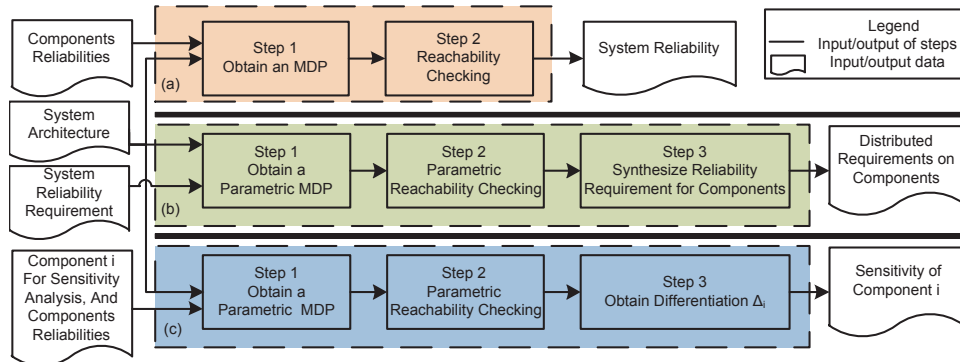 Components
Reliabilities
System
Architecture
System
Reliability
Requirement
Component i
For Sensitivity
Analysis, And
Components
Reliabilities
Step 1
Obtain an MDP
Step 2
Reachability
Checking
(a)
System Reliability
Legend
Input/output of steps
Input/output data
Step 1
Obtain a
Parametric MDP
Step 2
Parametric
Reachability Checking
Step 3
Synthesize Reliability
Requirement for Components
(b)
Distributed
Requirements on
Components
Step 1
Obtain a
Parametric MDP
Step 2
Parametric
Reachability Checking
Step 3
Obtain Differentiation Δi
(c)
Sensitivity of
Component i